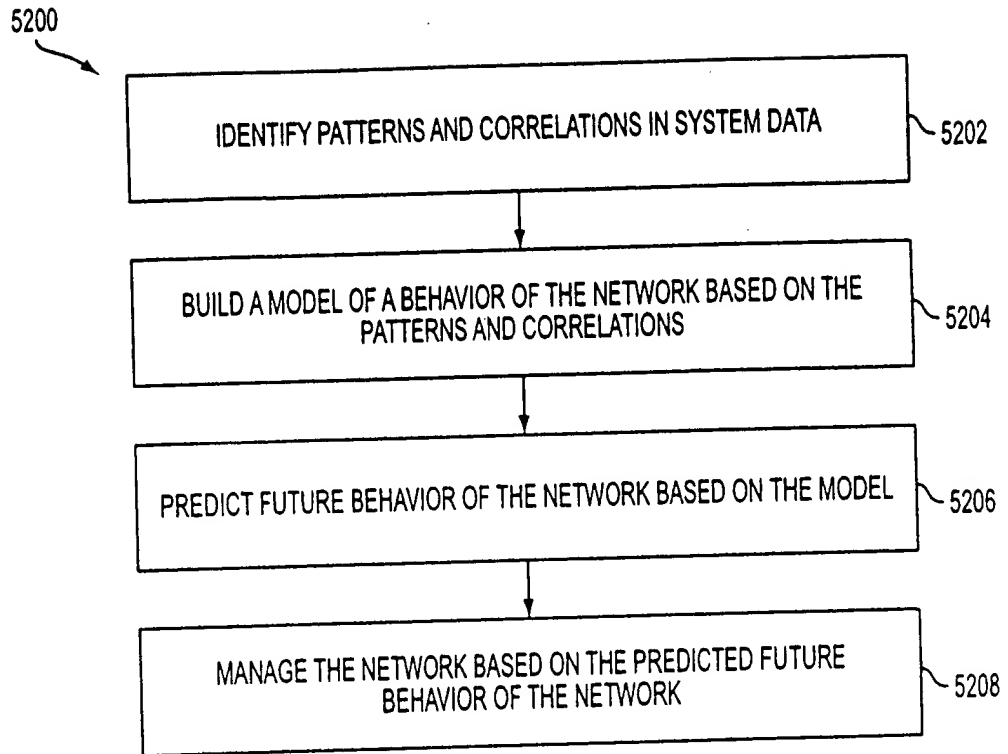 5200
IDENTIFY PATTERNS AND CORRELATIONS IN SYSTEM DATA
5202
BUILD A MODEL OF A BEHAVIOR OF THE NETWORK BASED ON THE
PATTERNS AND CORRELATIONS
5204
PREDICT FUTURE BEHAVIOR OF THE NETWORK BASED ON THE MODEL
5206
MANAGE THE NETWORK BASED ON THE PREDICTED FUTURE
BEHAVIOR OF THE NETWORK
5208